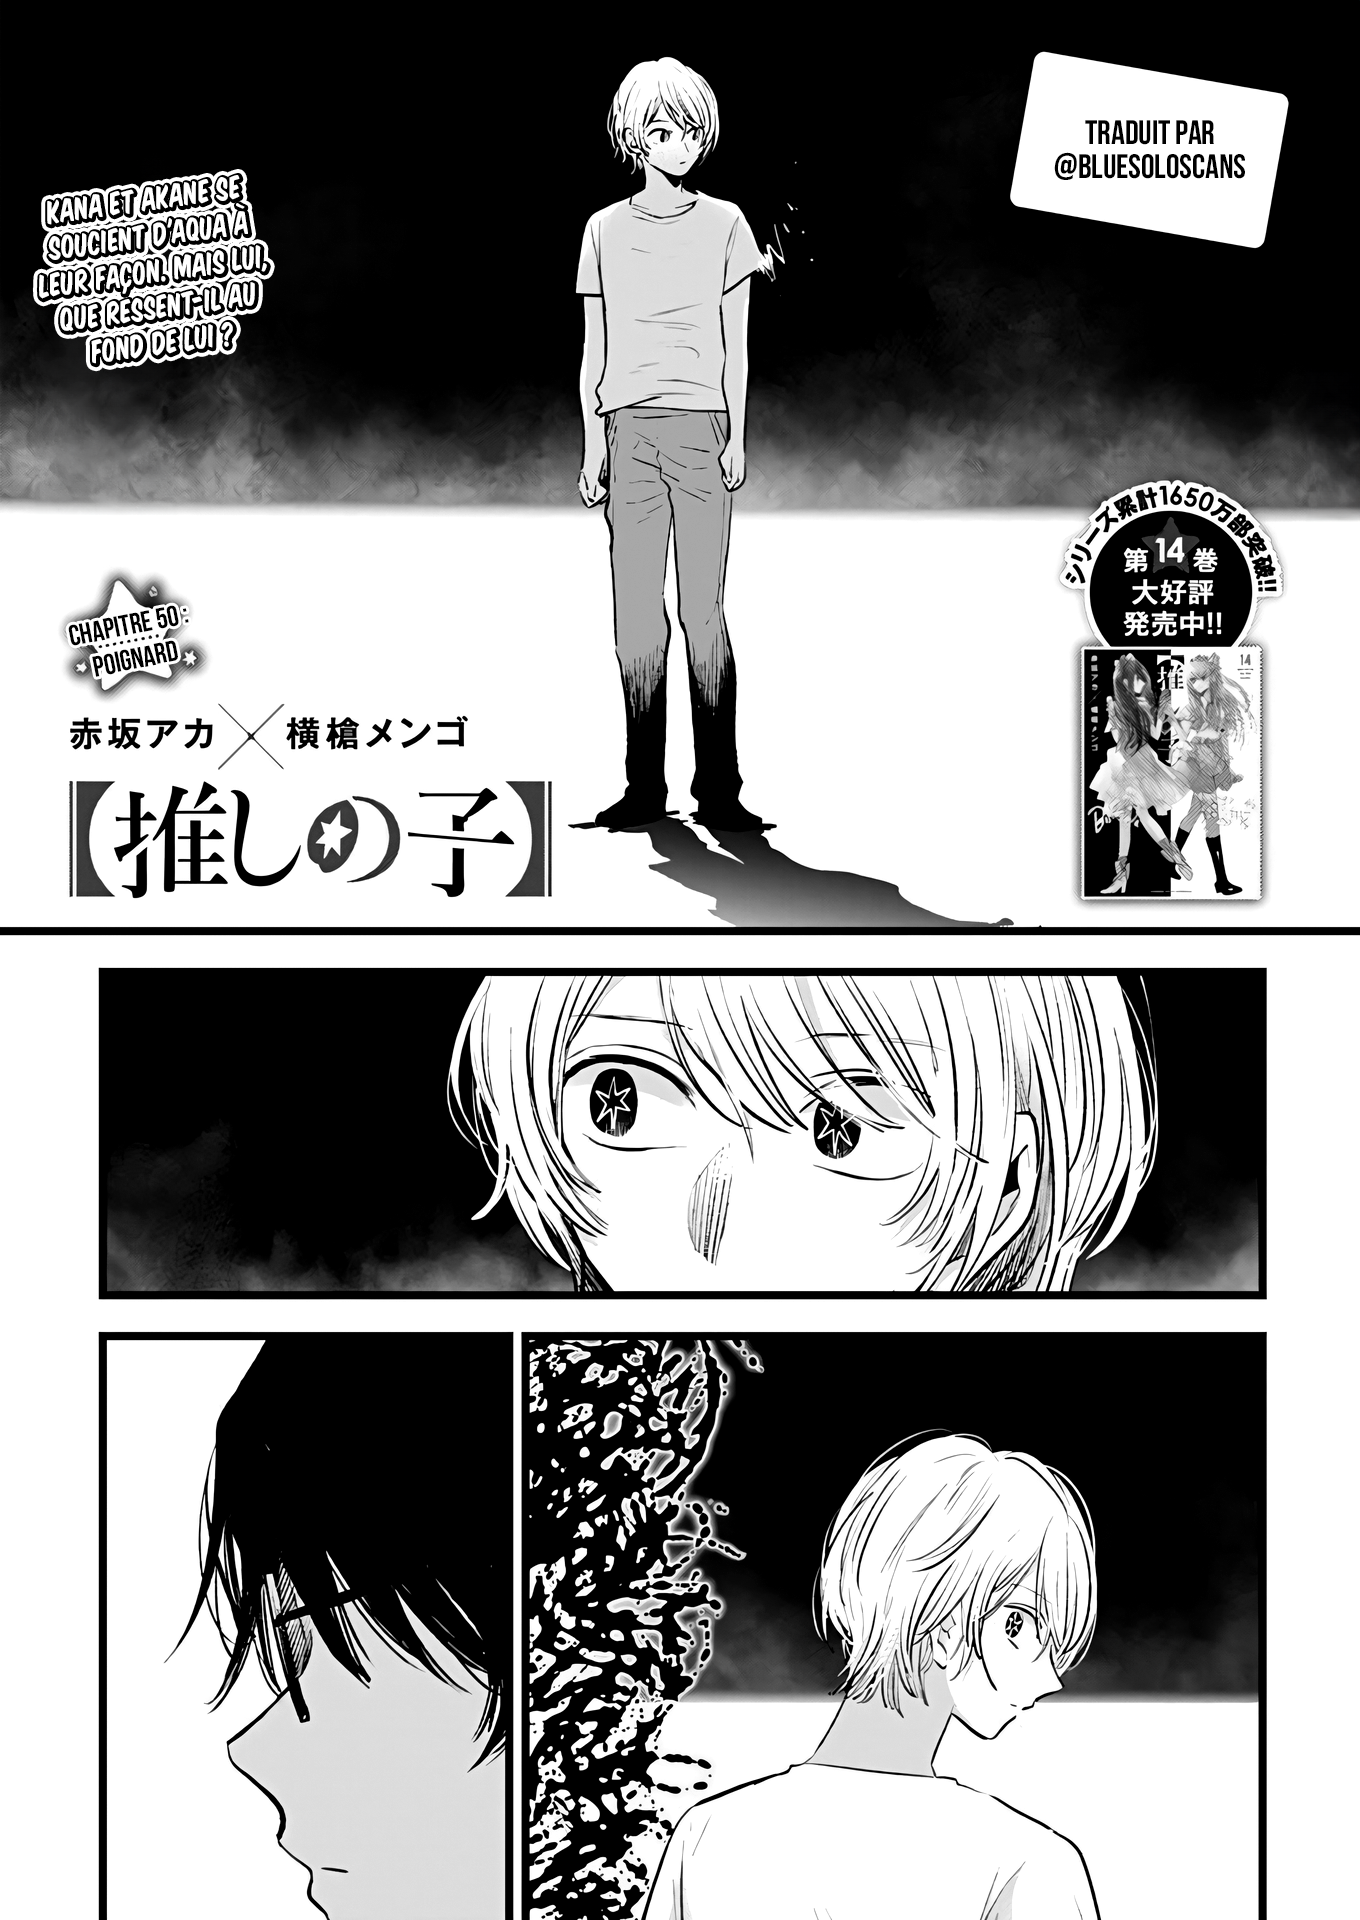 TRADUIT PAR
@BLUESOLOSCANS
KANA ET AKANE SE
SOUCIENT D'AQUA À
LEUR FAÇON. MAIS LUI,
QUE RESSENT-IL AU
FOND DE LUI ?
シリーズ累計1650万部突破!!
第14巻
大好評
発売中!!
14
CHAPITRE 50 :
POIGNARD
赤坂アカ×横槍メンゴ
【推しの子】